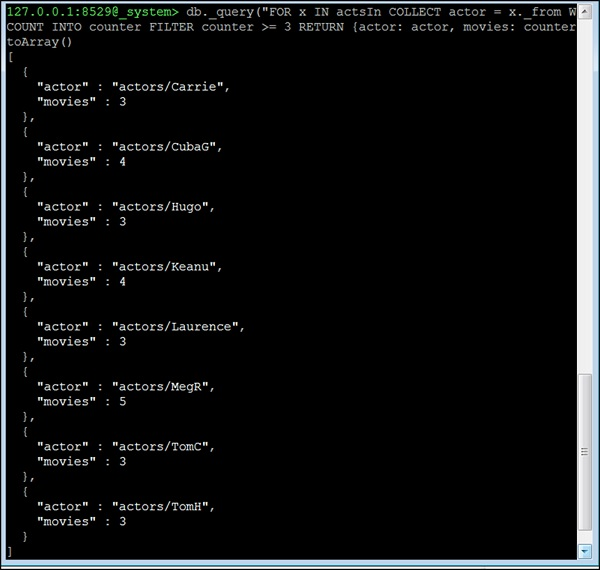 127.0.0.1:8529@_system> db._query("FOR x IN actsIn COLLECT actor = x._from W
COUNT INTO counter FILTER counter >= 3 RETURN {actor: actor, movies: counter
toArray()
[
  {
    "actor" : "actors/Carrie",
    "movies" : 3
  },
  {
    "actor" : "actors/CubaG",
    "movies" : 4
  },
  {
    "actor" : "actors/Hugo",
    "movies" : 3
  },
  {
    "actor" : "actors/Keanu",
    "movies" : 4
  },
  {
    "actor" : "actors/Laurence",
    "movies" : 3
  },
  {
    "actor" : "actors/MegR",
    "movies" : 5
  },
  {
    "actor" : "actors/TomC",
    "movies" : 3
  },
  {
    "actor" : "actors/TomH",
    "movies" : 3
  }
]